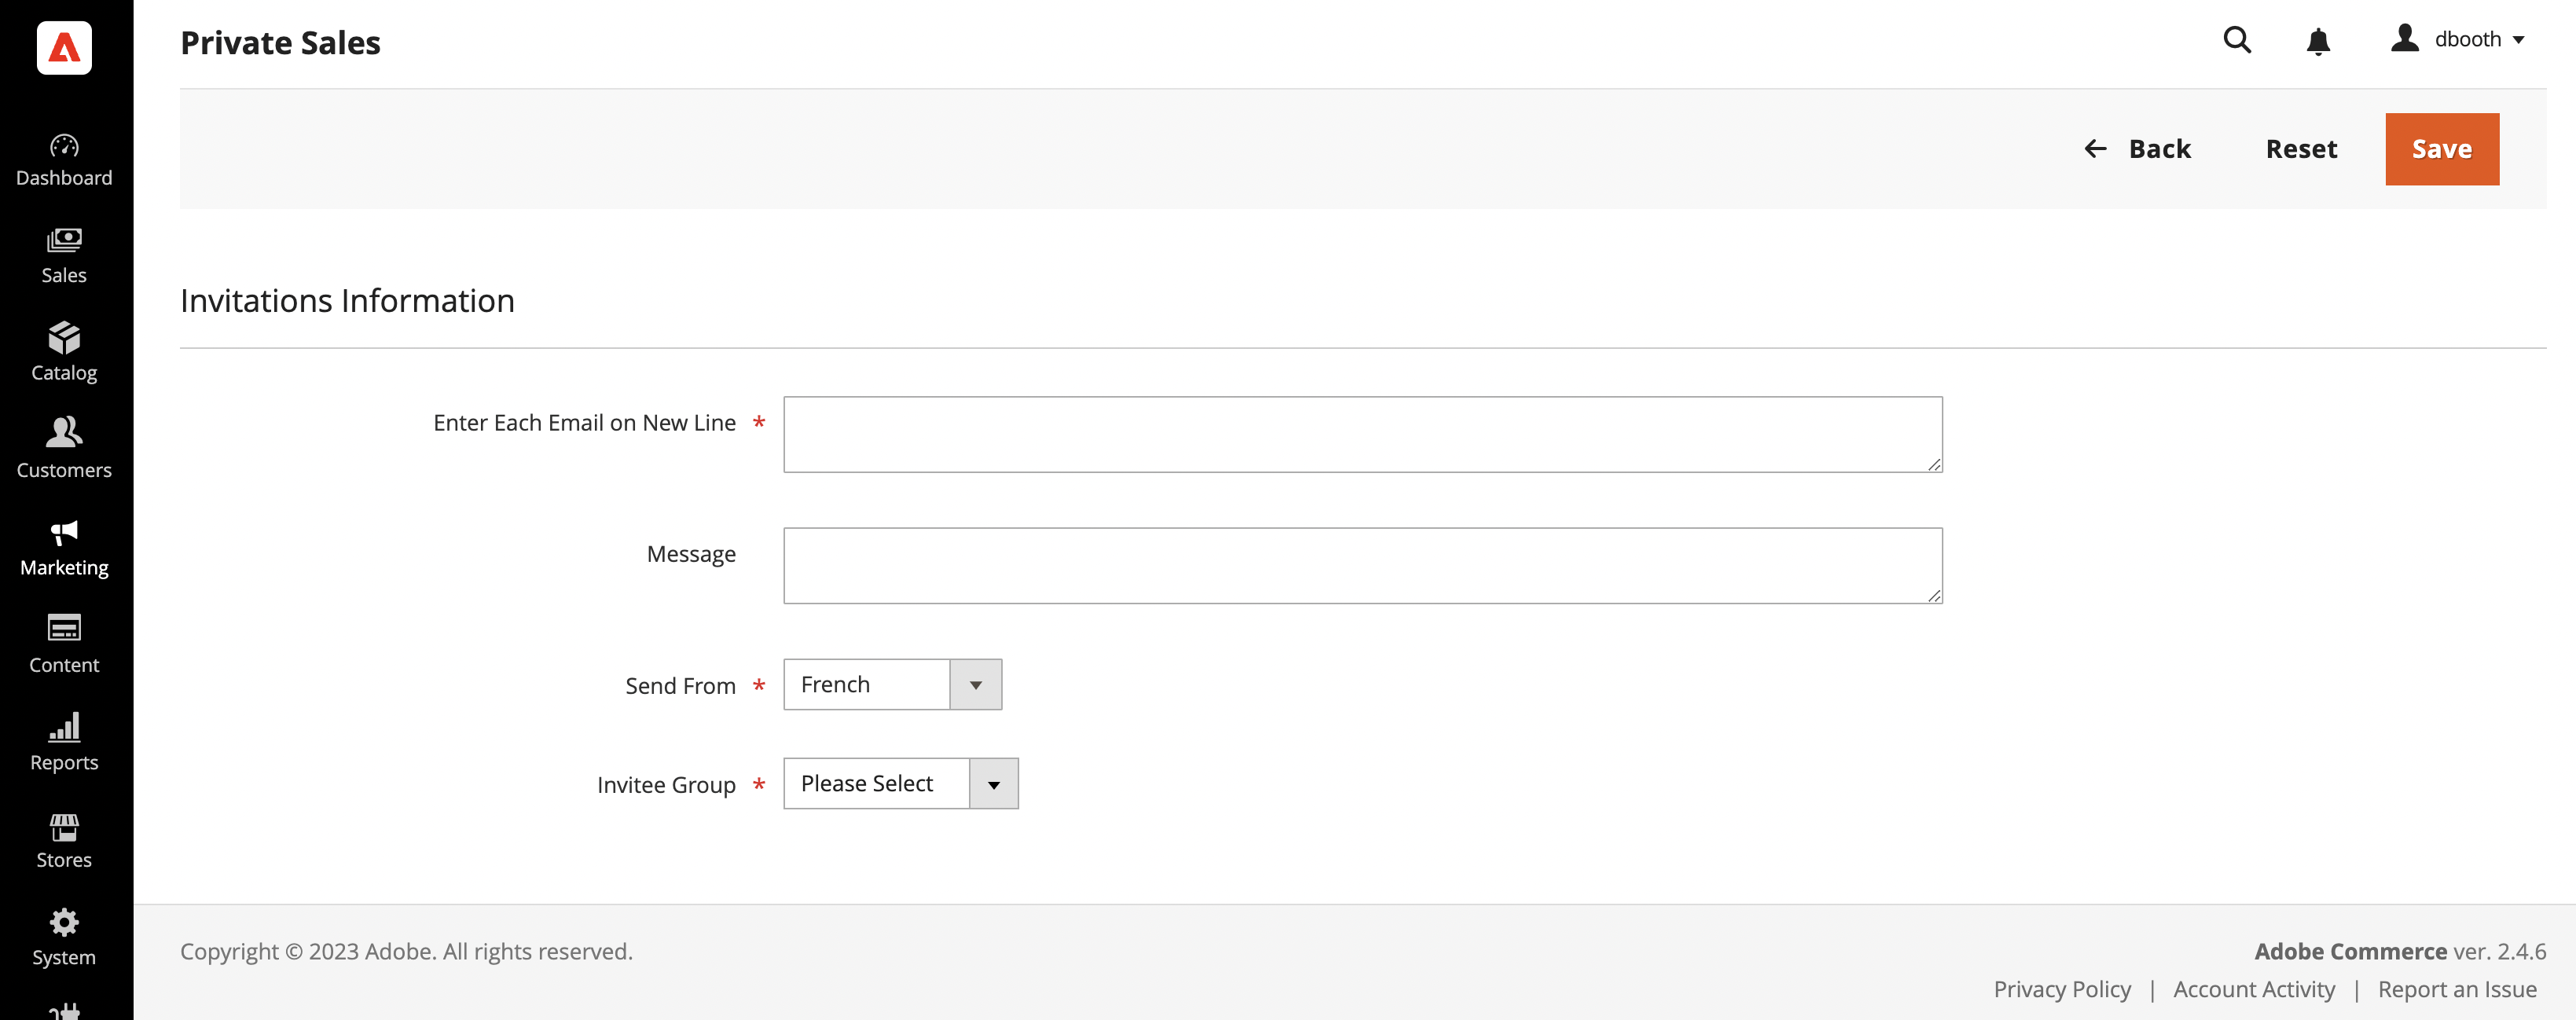 Private Sales
dbooth
Back
Reset
Save
Dashboard
Sales
Catalog
Customers
Marketing
Content
Reports
Stores
System
Invitations Information
Enter Each Email on New Line *
Message
Send From * French
Invitee Group * Please Select
Copyright © 2023 Adobe. All rights reserved.
Adobe Commerce ver. 2.4.6
Privacy Policy | Account Activity | Report an Issue